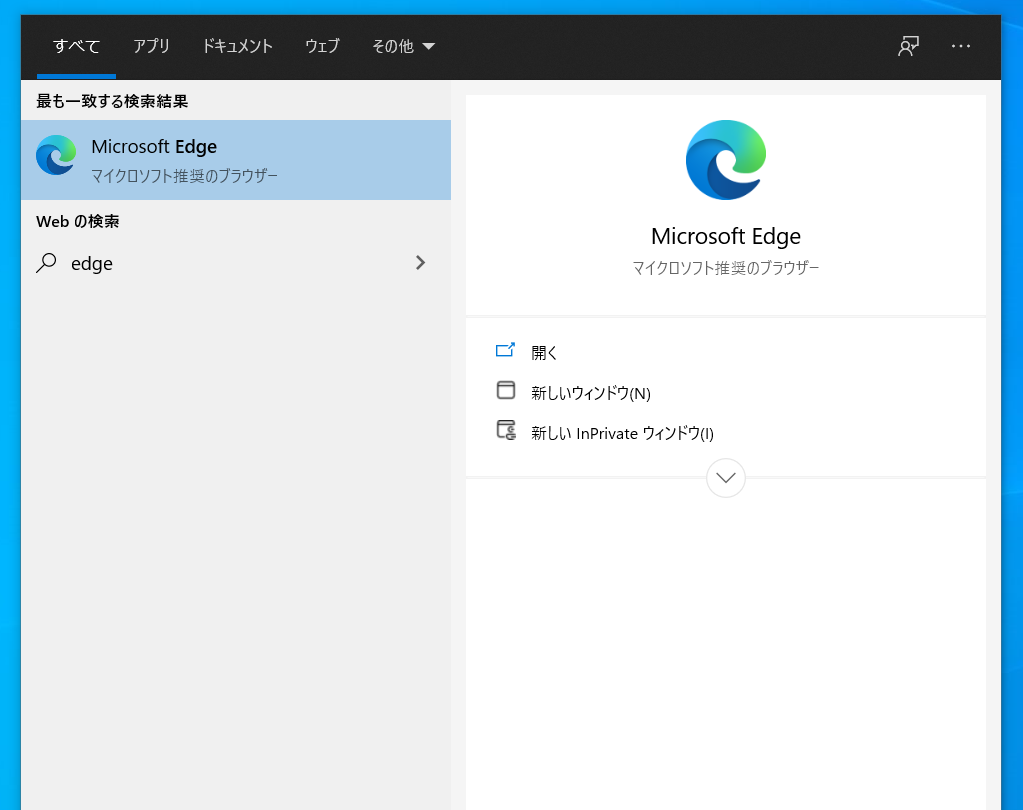 すべて アプリ ドキュメント ウェブ その他
最も一致する検索結果
Microsoft Edge
マイクロソフト推奨のブラウザー
Web の検索
edge
Microsoft Edge
マイクロソフト推奨のブラウザー
開く
新しいウィンドウ(N)
新しい InPrivate ウィンドウ(I)